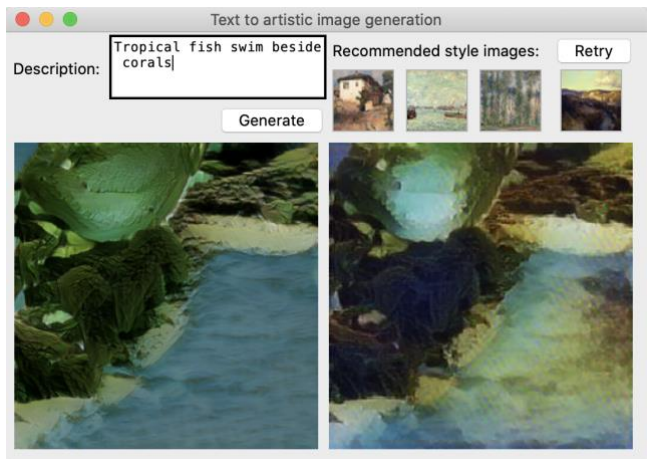 Text to artistic image generation
Description:
Tropical fish swim beside
corals
Recommended style images:
Retry
Generate